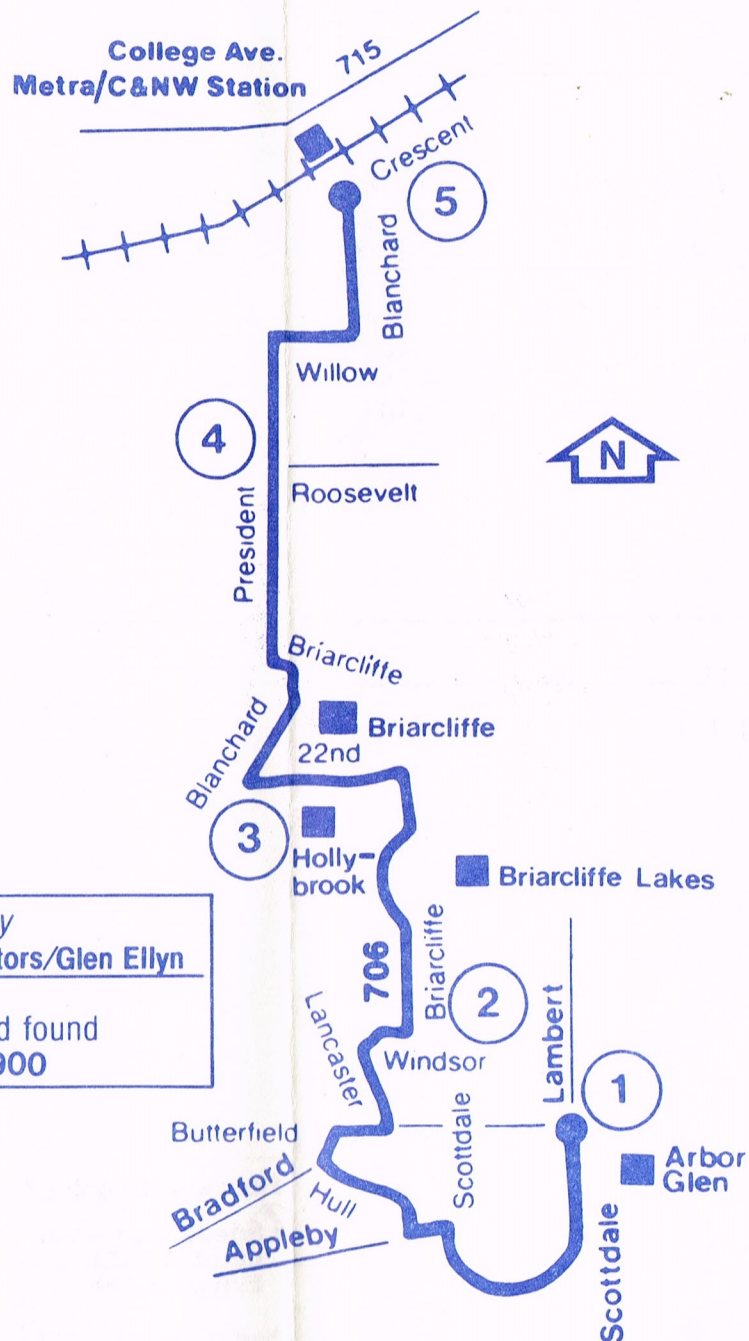 College Ave.
Metra/C&NW Station
715
Crescent
5
Blanchard
Willow
4
N
Roosevelt
President
Briarcliffe
Briarcliffe
Blanchard
22nd
3
Holly-
brook
Briarcliffe Lakes
Glen Ellyn
706
Briarcliffe
2
found
Lancaster
Windsor
Lambert
1
Butterfield
Scottdale
Arbor
Glen
Bradford
Hull
Appleby
Scottdale